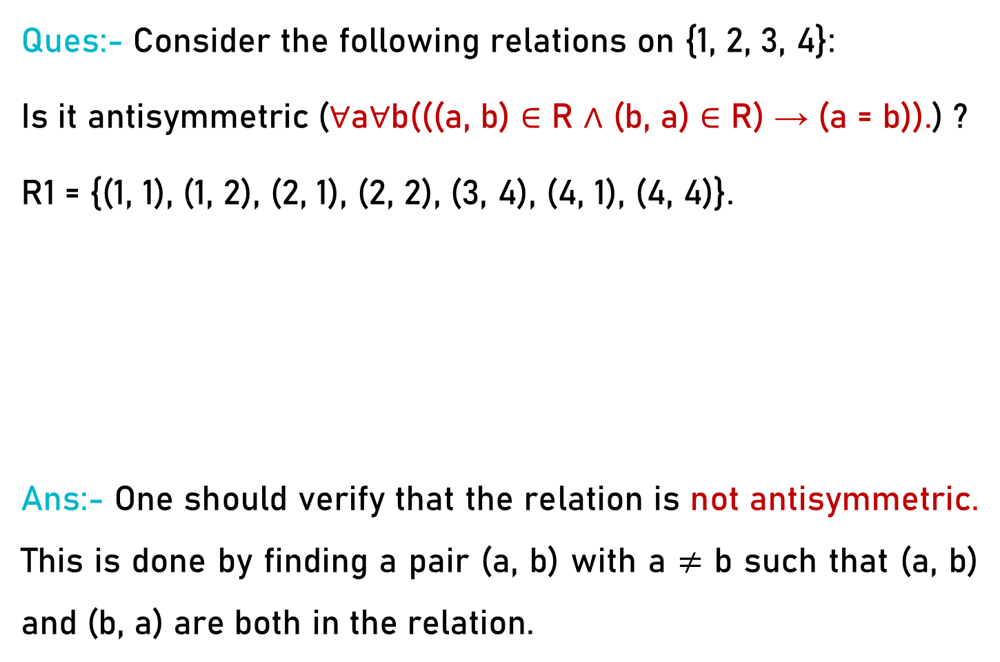 Ques:- Consider the following relations on {1, 2, 3, 4}:
Is it antisymmetric (∀a∀b(((a, b) ∈ R ∧ (b, a) ∈ R) → (a = b)).) ?
R1 = {(1, 1), (1, 2), (2, 1), (2, 2), (3, 4), (4, 1), (4, 4)}.
Ans:- One should verify that the relation is not antisymmetric.
This is done by finding a pair (a, b) with a ≠ b such that (a, b)
and (b, a) are both in the relation.